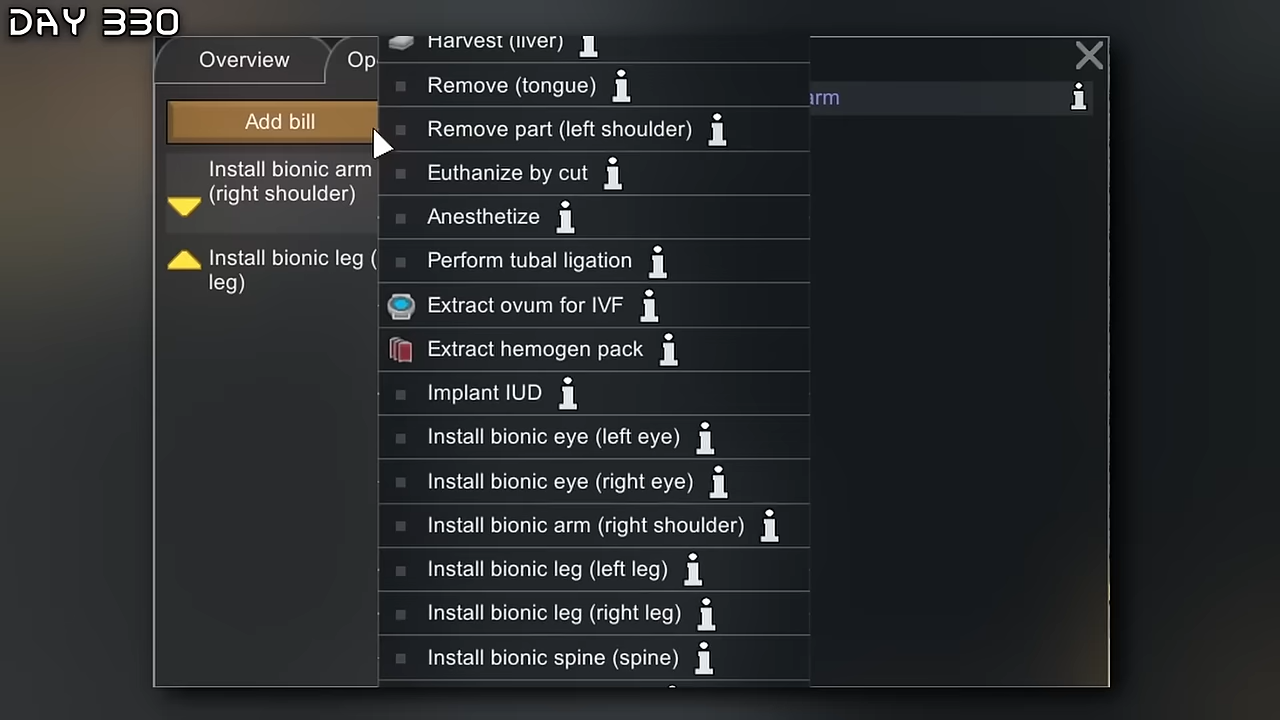 DAY 330
Overview
Op
Add bill
Install bionic arm
(right shoulder)
Install bionic leg (
leg)
Harvest (liver)
Remove (tongue)
Remove part (left shoulder)
Euthanize by cut
Anesthetize
Perform tubal ligation
Extract ovum for IVF
Extract hemogen pack
Implant IUD
Install bionic eye (left eye)
Install bionic eye (right eye)
Install bionic arm (right shoulder)
Install bionic leg (left leg)
Install bionic leg (right leg)
Install bionic spine (spine)
arm